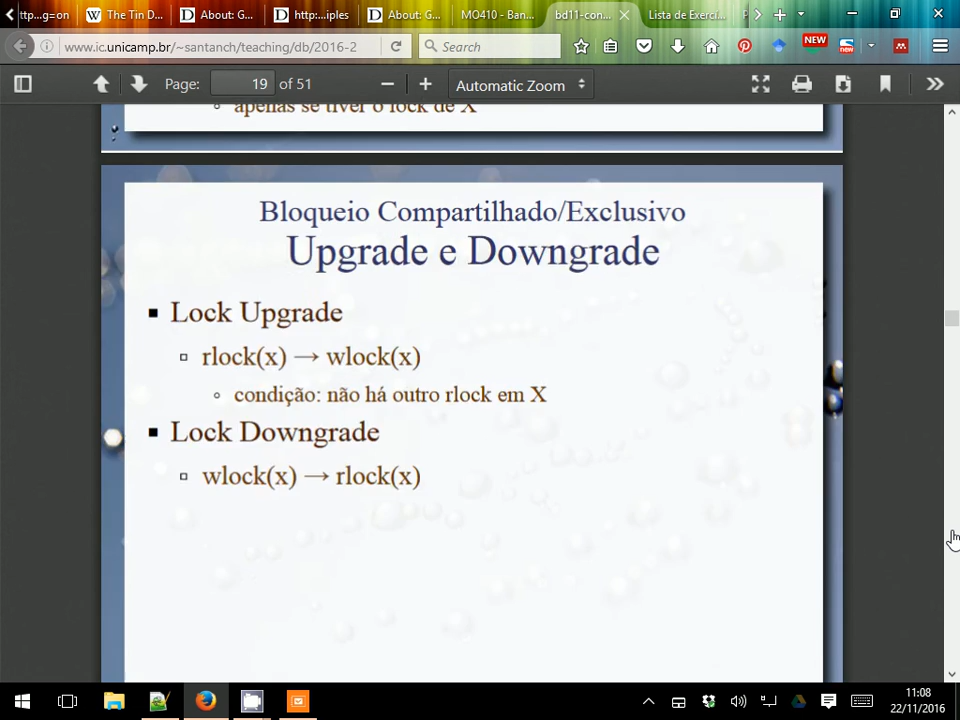 ttp...g=on
The Tin D...
About: G...
http:...iples
About: G...
MO410 - Ban...
bd11-con...
Lista de Exercí...
www.ic.unicamp.br/~santanch/teaching/db/2016-2
Search
NEW
Page: 19 of 51
Automatic Zoom
apenas se tiver o lock de X
Bloqueio Compartilhado/Exclusivo
Upgrade e Downgrade
Lock Upgrade
rlock(x) → wlock(x)
condição: não há outro rlock em X
Lock Downgrade
wlock(x) → rlock(x)
11:08
22/11/2016